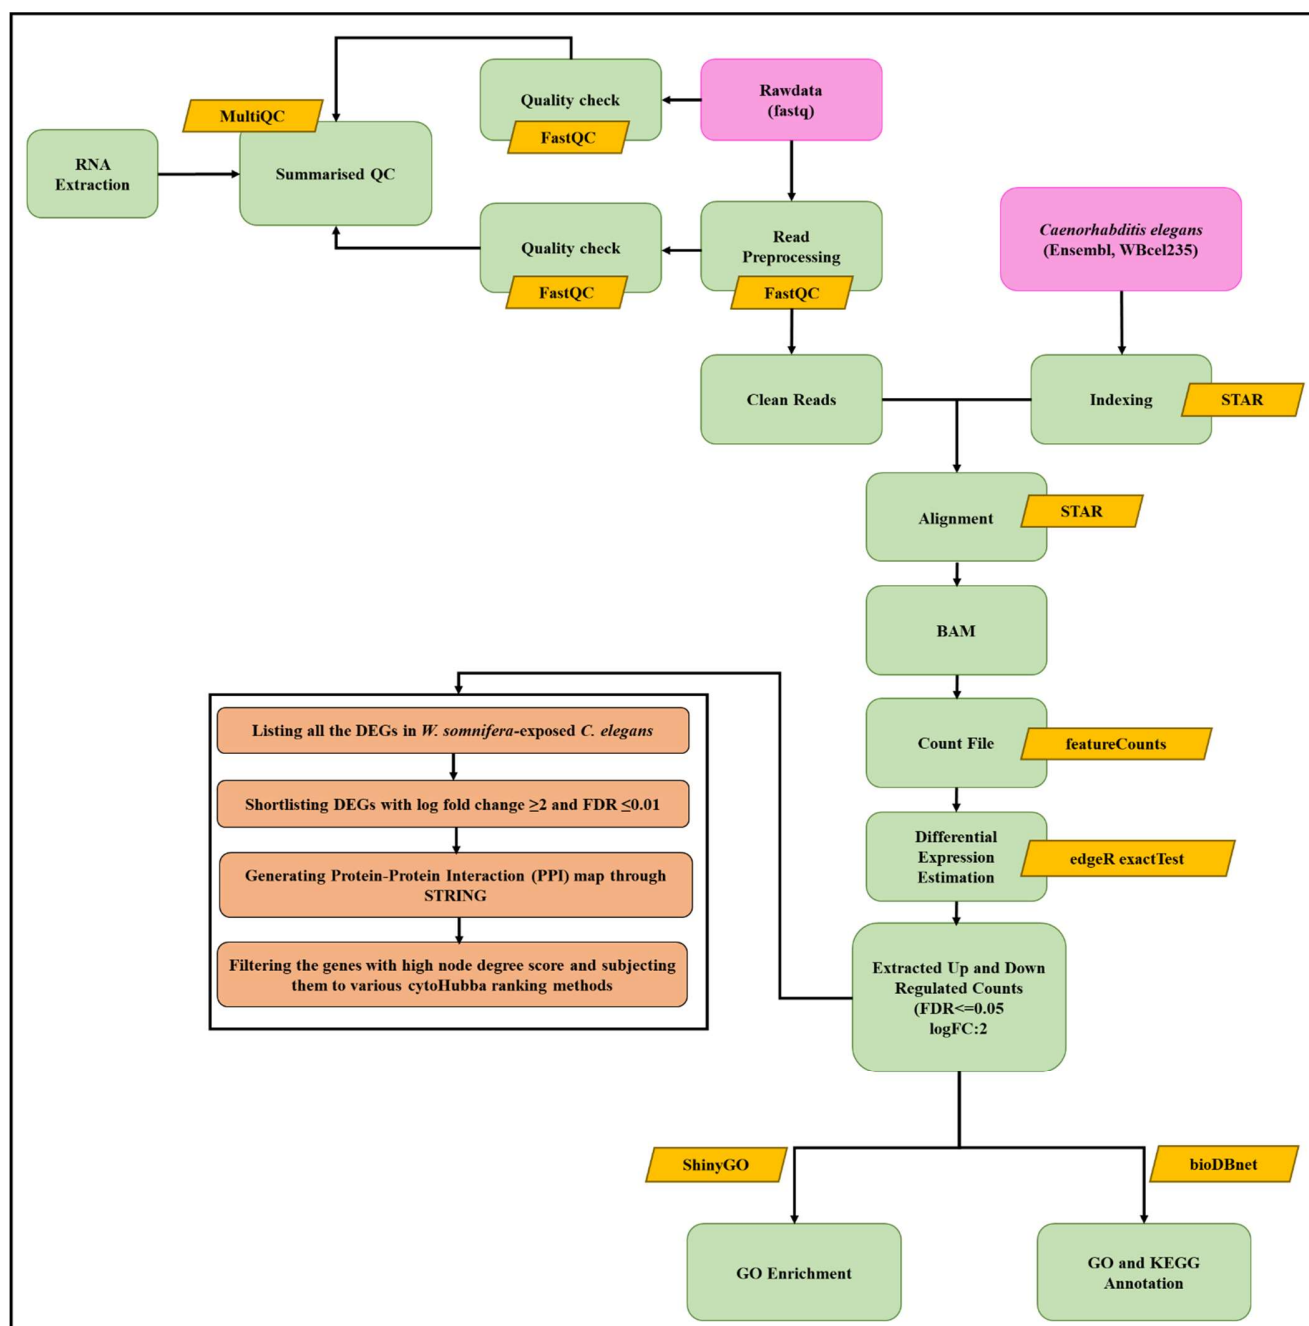 Quality check
FastQC
Rawdata
(fastq)
MultiQC
RNA
Extraction
Summarised QC
Quality check
FastQC
Read
Preprocessing
FastQC
Caenorhabditis elegans
(Ensembl, WBcel235)
Clean Reads
Indexing
STAR
Alignment
STAR
BAM
Count File
featureCounts
Differential
Expression
Estimation
edgeR exactTest
Extracted Up and Down
Regulated Counts
(FDR<=0.05
logFC:2
Listing all the DEGs in W. somnifera-exposed C. elegans
Shortlisting DEGs with log fold change ≥2 and FDR ≤0.01
Generating Protein-Protein Interaction (PPI) map through
STRING
Filtering the genes with high node degree score and subjecting
them to various cytoHubba ranking methods
ShinyGO
bioDBnet
GO Enrichment
GO and KEGG
Annotation